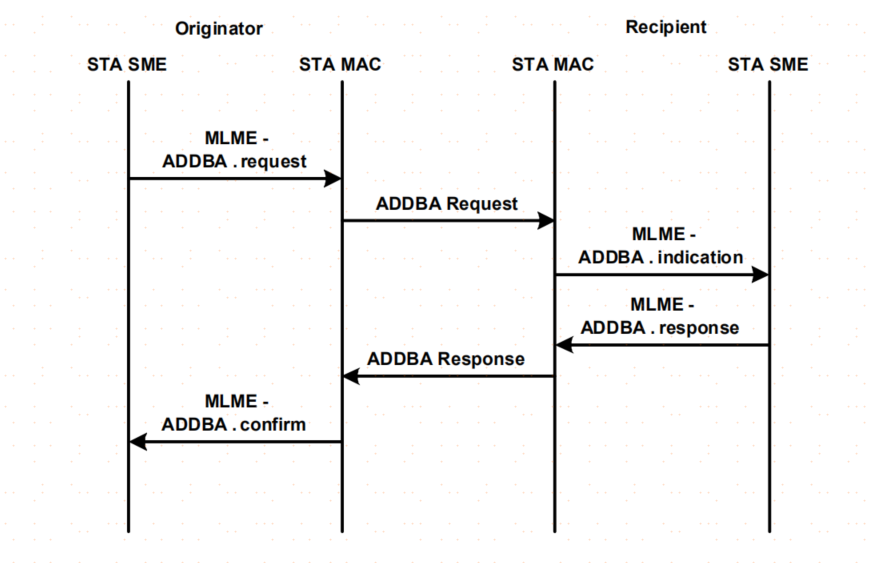 Originator
Recipient
STA SME
STA MAC
STA MAC
STA SME
MLME -
ADDBA . request
ADDBA Request
MLME -
ADDBA . indication
MLME -
ADDBA . response
ADDBA Response
MLME -
ADDBA . confirm